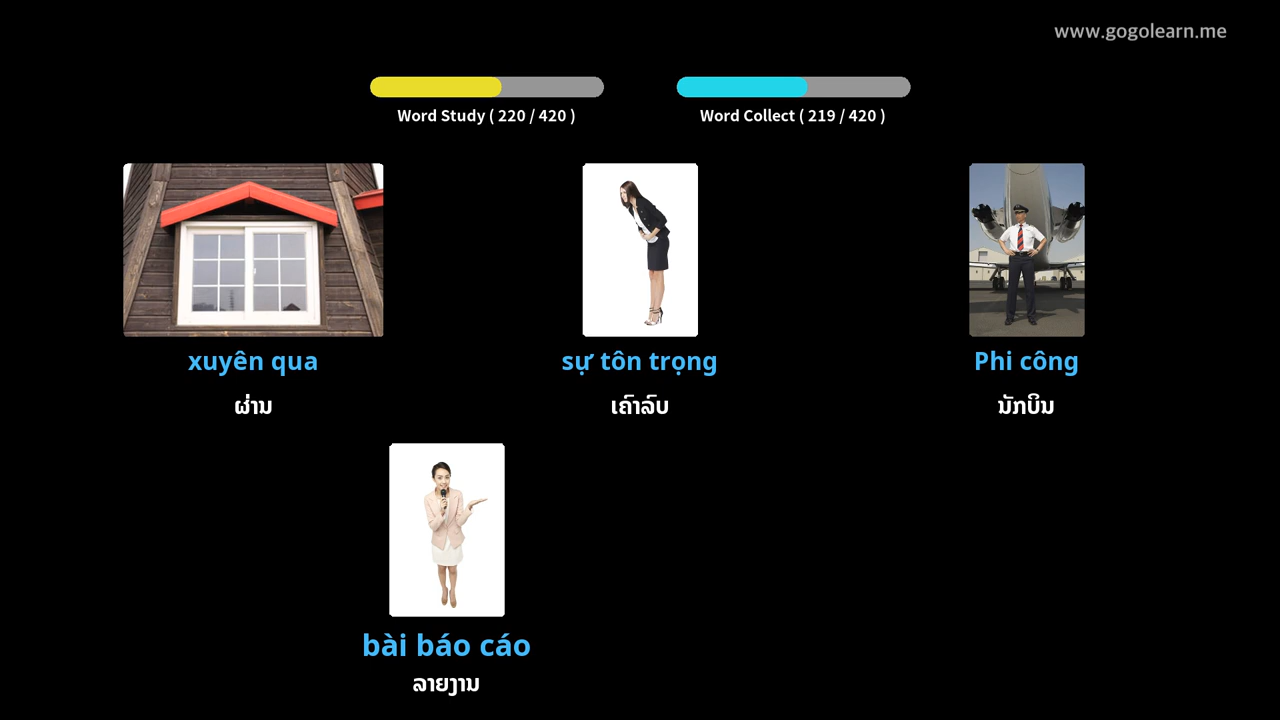 www.gogolearn.me
Word Study ( 220 / 420 )
Word Collect ( 219 / 420 )
xuyên qua
sự tôn trọng
Phi công
ຜ່ານ
ເຄົາລົບ
ນັກບິນ
bài báo cáo
ລາຍງານ